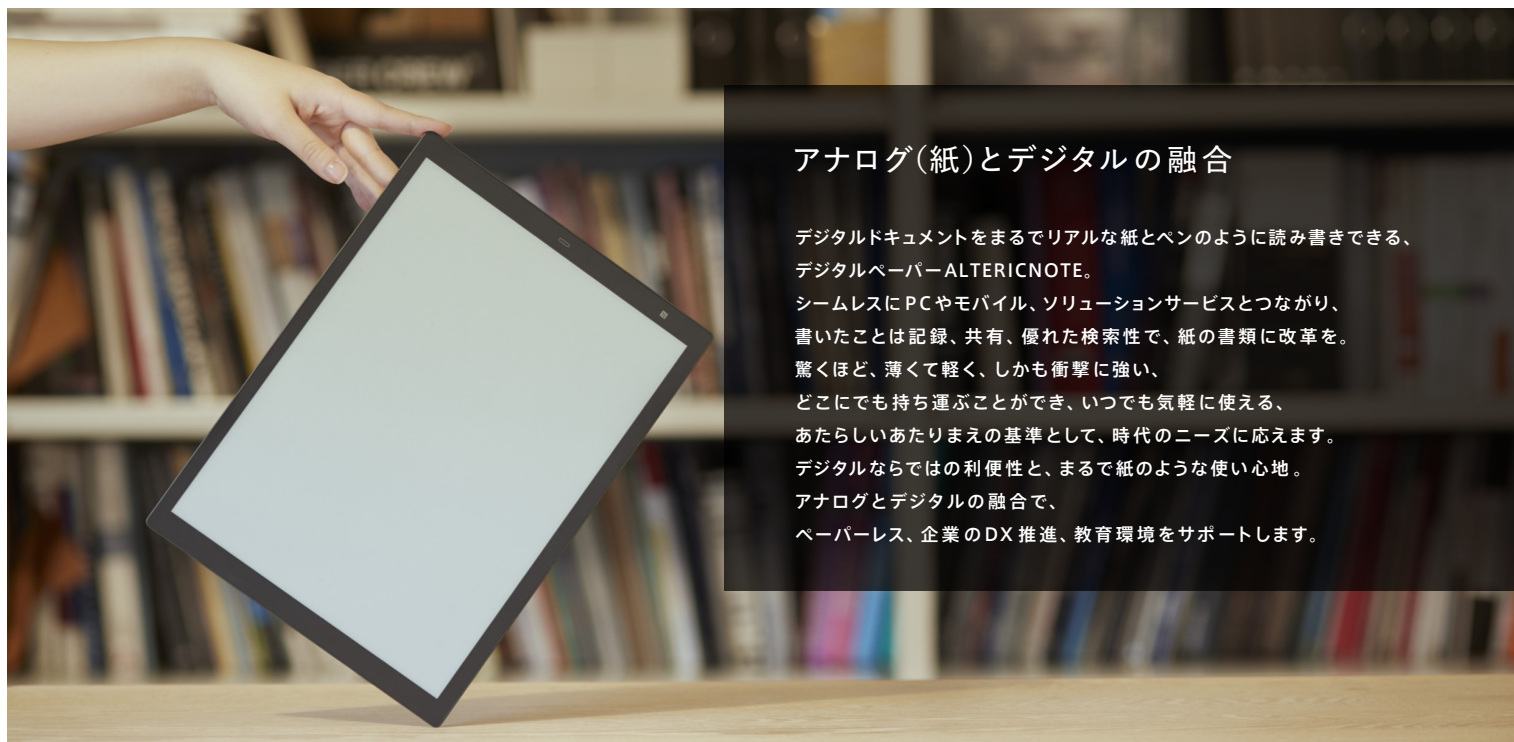 アナログ(紙)とデジタルの融合
デジタルドキュメントをまるでリアルな紙とペンのように読み書きできる、
デジタルペーパーALTERICNOTE。
シームレスにPCやモバイル、ソリューションサービスとつながり、
書いたことは記録、共有、優れた検索性で、紙の書類に改革を。
驚くほど、薄くて軽く、しかも衝撃に強い、
どこにでも持ち運ぶことができ、いつでも気軽に使える、
あたらしいあたりまえの基準として、時代のニーズに応えます。
デジタルならではの利便性と、まるで紙のような使い心地。
アナログとデジタルの融合で、
ペーパーレス、企業のDX推進、教育環境をサポートします。